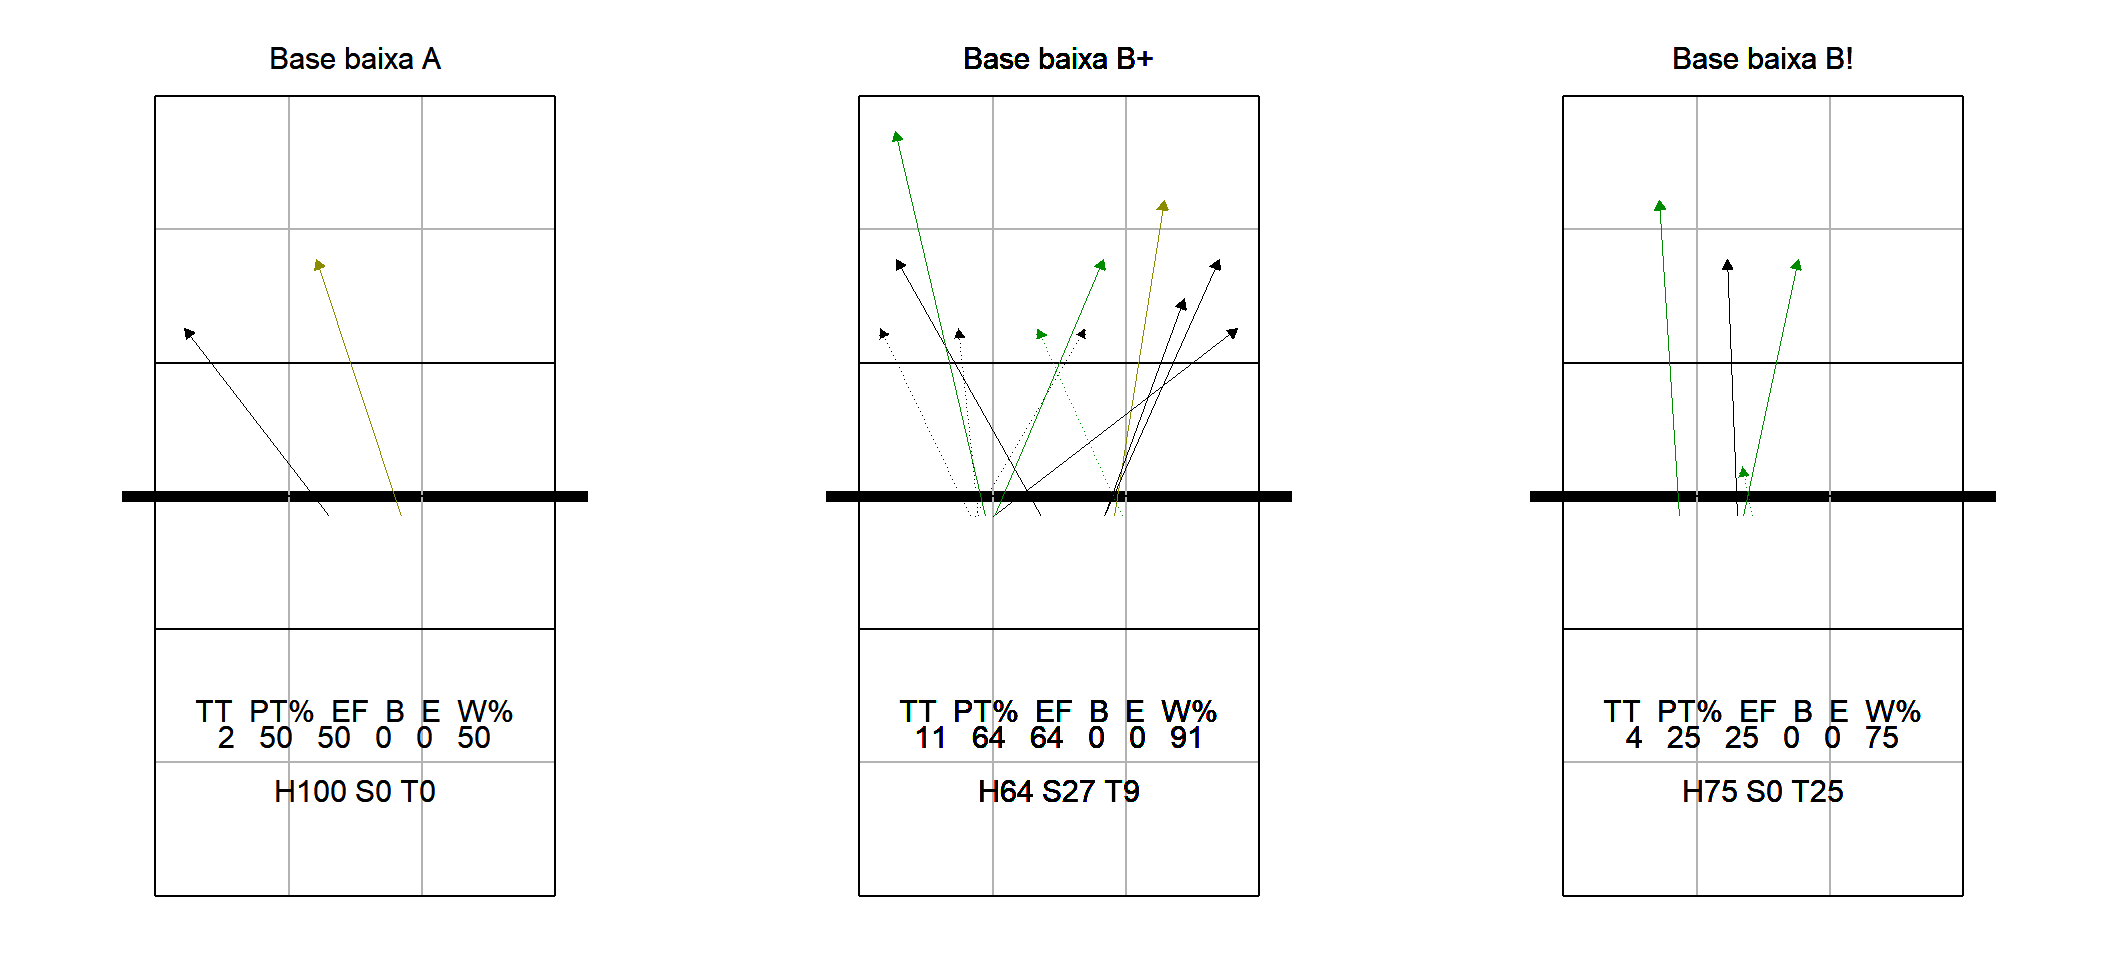 Base baixa A
TT PT% EF B E W%
2 50 50 0 0 50
H100 S0 T0
Base baixa B+
TT PT% EF B E W%
11 64 64 0 0 91
H64 S27 T9
Base baixa B!
TT PT% EF B E W%
4 25 25 0 0 75
H75 S0 T25